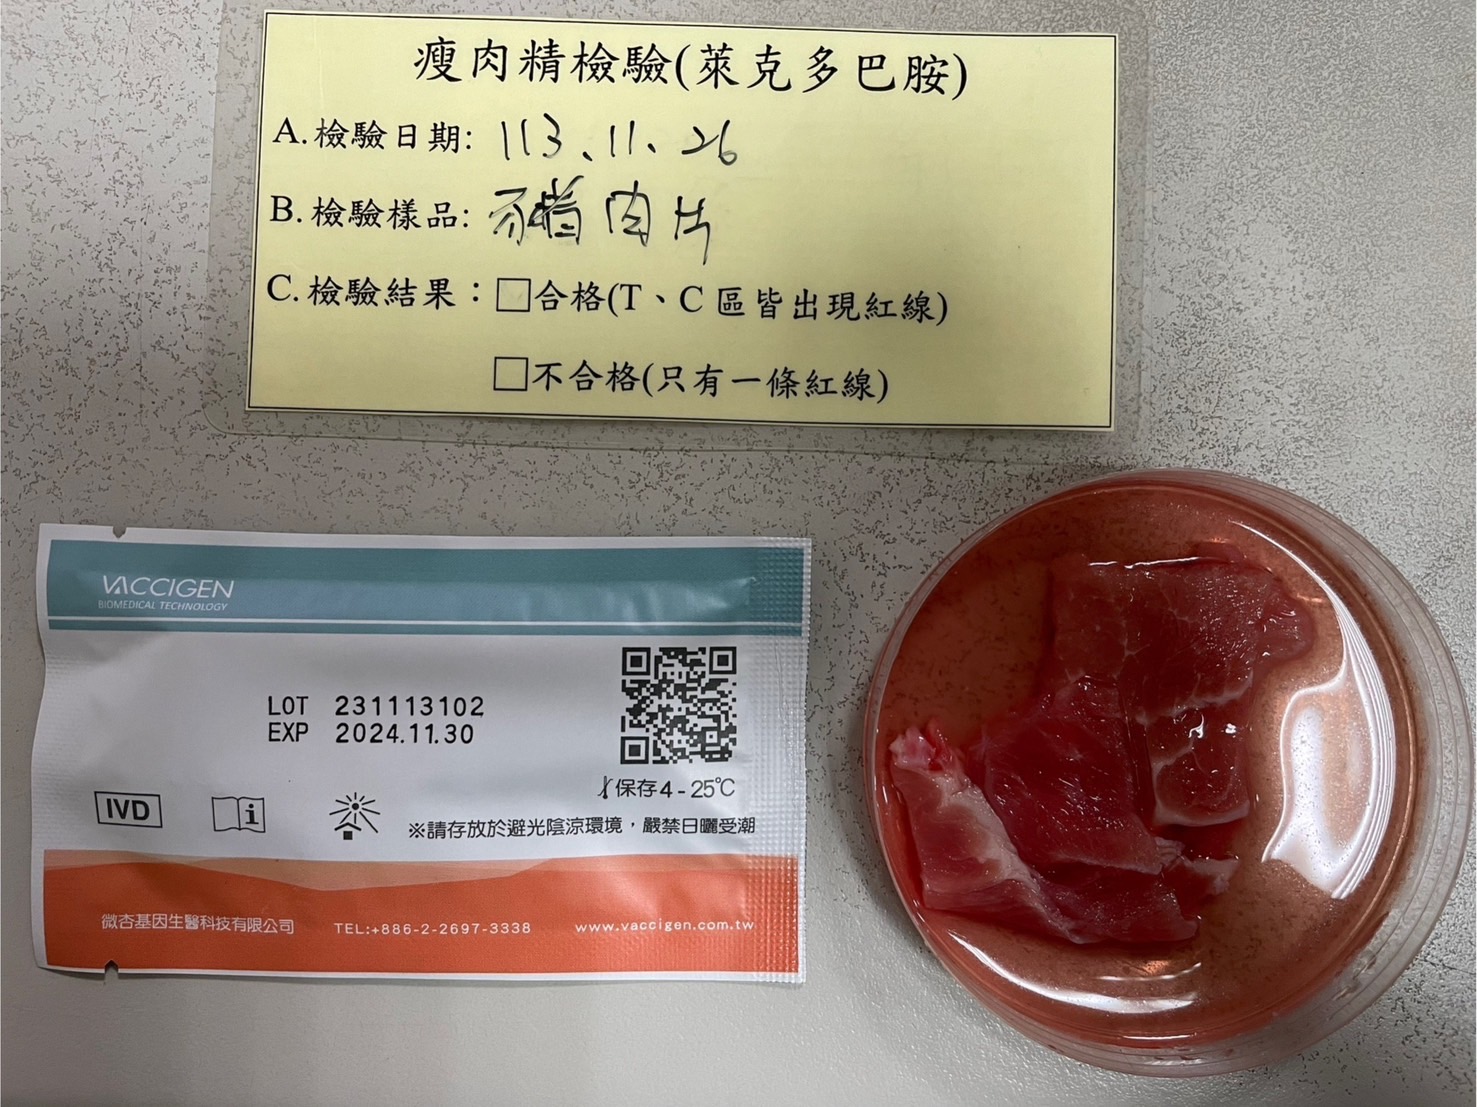 瘦肉精檢驗(萊克多巴胺)
A.檢驗日期: 113、11、26
B.檢驗樣品: 豬肉片
C.檢驗結果：□合格(T、C 區皆出現紅線)
□不合格(只有一條紅線)
VACCIGEN
BIOMEDICAL TECHNOLOGY
LOT 231113102
EXP 2024.11.30
保存4-25℃
IVD
i
※請存放於避光陰涼環境，嚴禁日曬受潮
微杏基因生醫科技有限公司 TEL:+886-2-2697-3338 www.vaccigen.com.tw